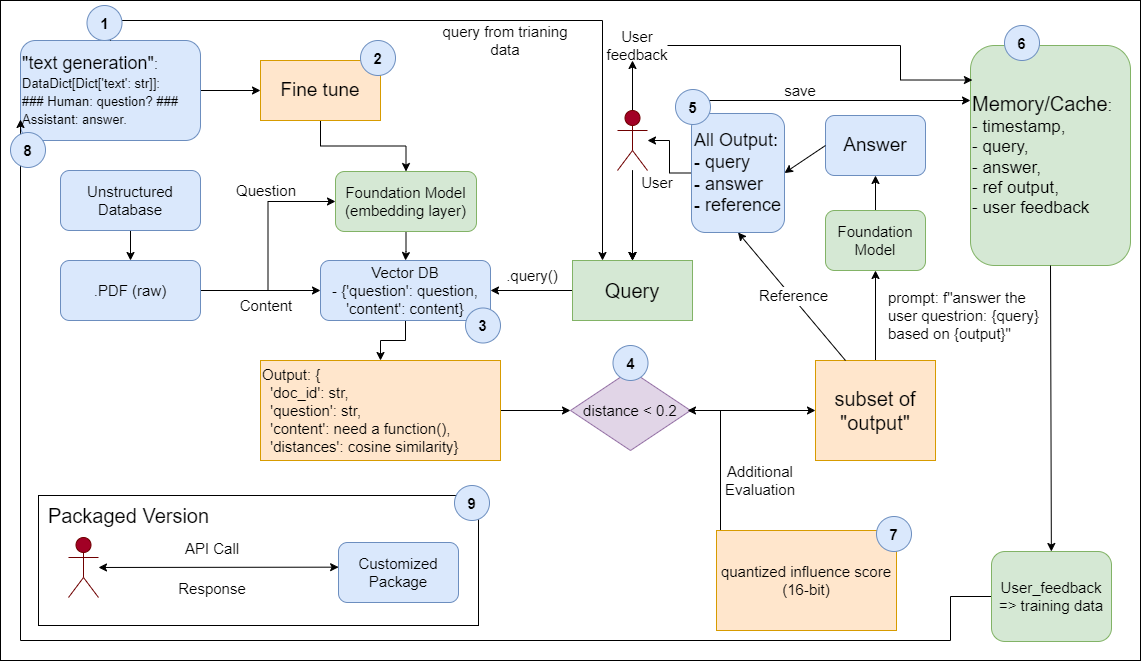 1
query from trianing
data
User
feedback
6
"text generation":
DataDict[Dict['text': str]]:
### Human: question? ###
Assistant: answer.
2
Fine tune
8
5
save
All Output:
- query
- answer
- reference
Answer
Memory/Cache:
- timestamp,
- query,
- answer,
- ref output,
- user feedback
User
Unstructured
Database
Question
Foundation Model
(embedding layer)
Foundation
Model
.PDF (raw)
Content
Vector DB
- {'question': question,
'content': content}
3
.query()
Query
Reference
prompt: f"answer the
user questrion: {query}
based on {output}"
Output: {
'doc_id': str,
'question': str,
'content': need a function(),
'distances': cosine similarity}
4
distance < 0.2
subset of
"output"
Additional
Evaluation
9
Packaged Version
API Call
Response
Customized
Package
7
quantized influence score
(16-bit)
User_feedback
=> training data